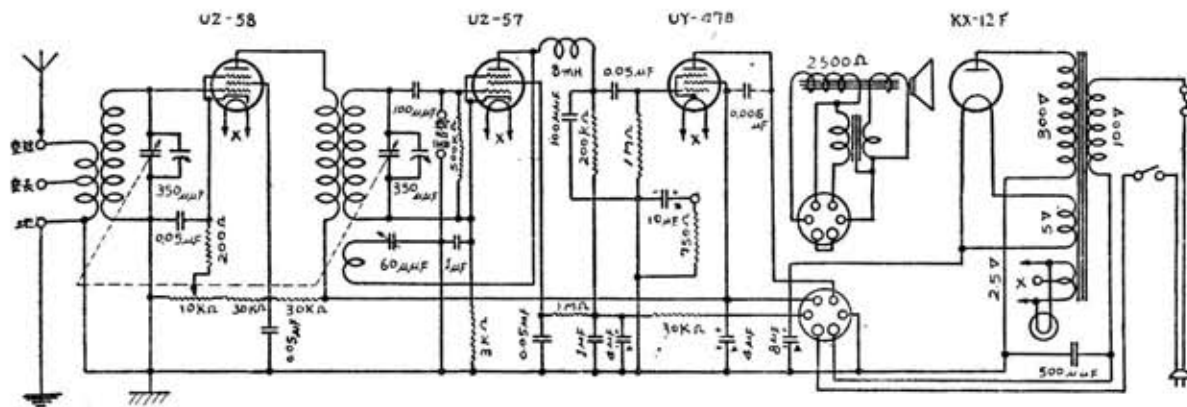 UZ-58
UZ-57
UY-47B
KX-12F
2500Ω
8mH
0.05μF
100μμF
0.006
μF
100μμF
200KΩ
1MΩ
500KΩ
300V
100V
350μμF
350μμF
X
X
X
0.05μF
200Ω
10μF
750Ω
5V
60μμF
1μF
2.5V
X
10KΩ
30KΩ
30KΩ
1MΩ
30KΩ
0.05μF
3KΩ
0.05μF
1μF
8μF
500μμF